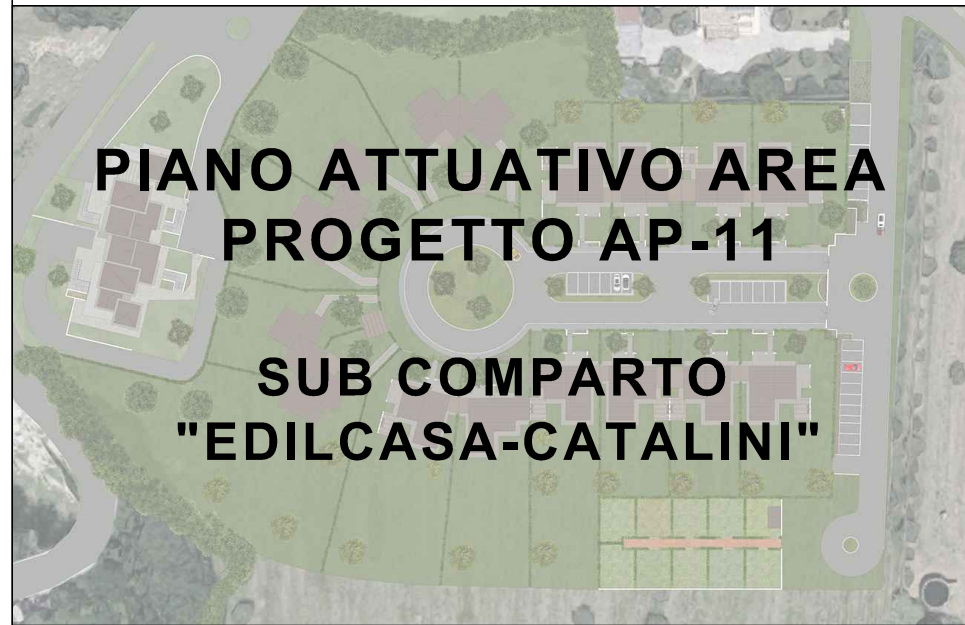 PIANO ATTUATIVO AREA
PROGETTO AP-11
SUB COMPARTO
"EDILCASA-CATALINI"